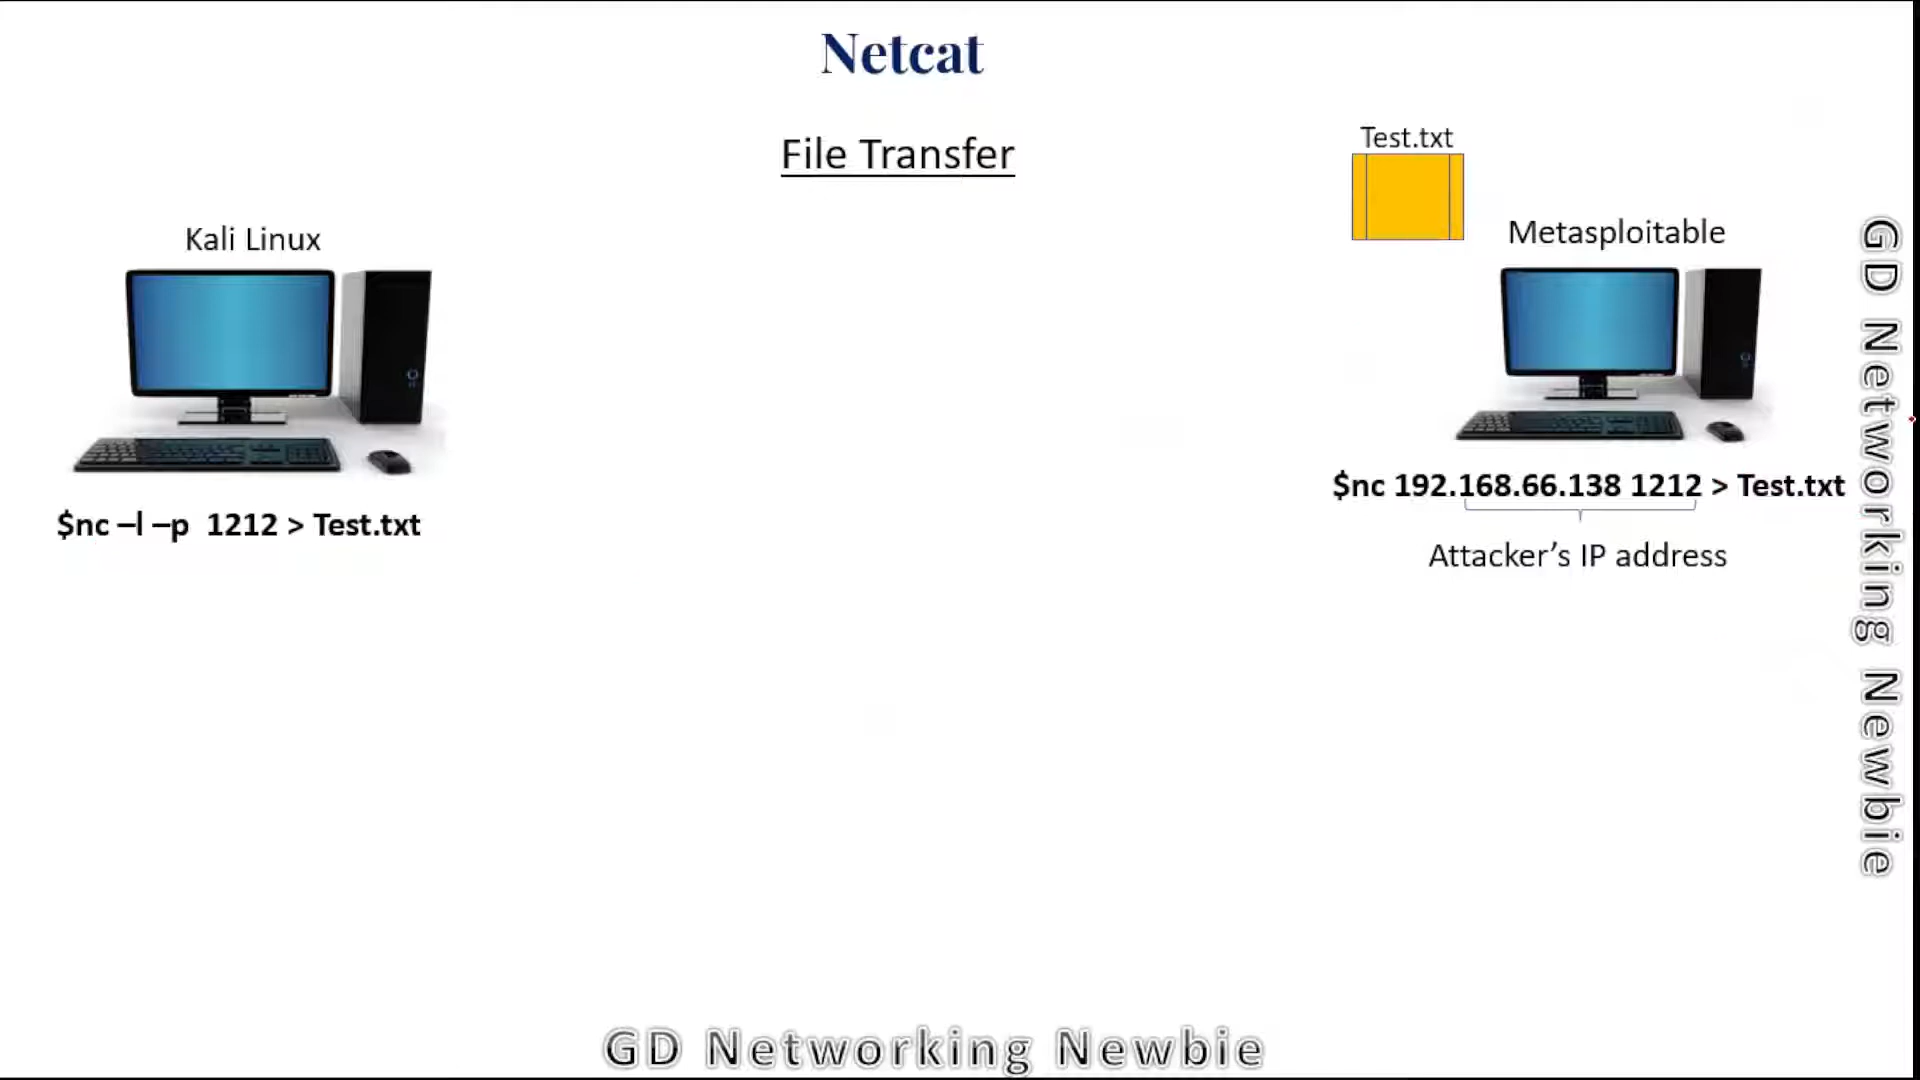 Netcat
File Transfer
Test.txt
Kali Linux
Metasploitable
$nc –l –p  1212 > Test.txt
$nc 192.168.66.138 1212 > Test.txt
Attacker’s IP address
GD Networking Newbie
GD Networking Newbie